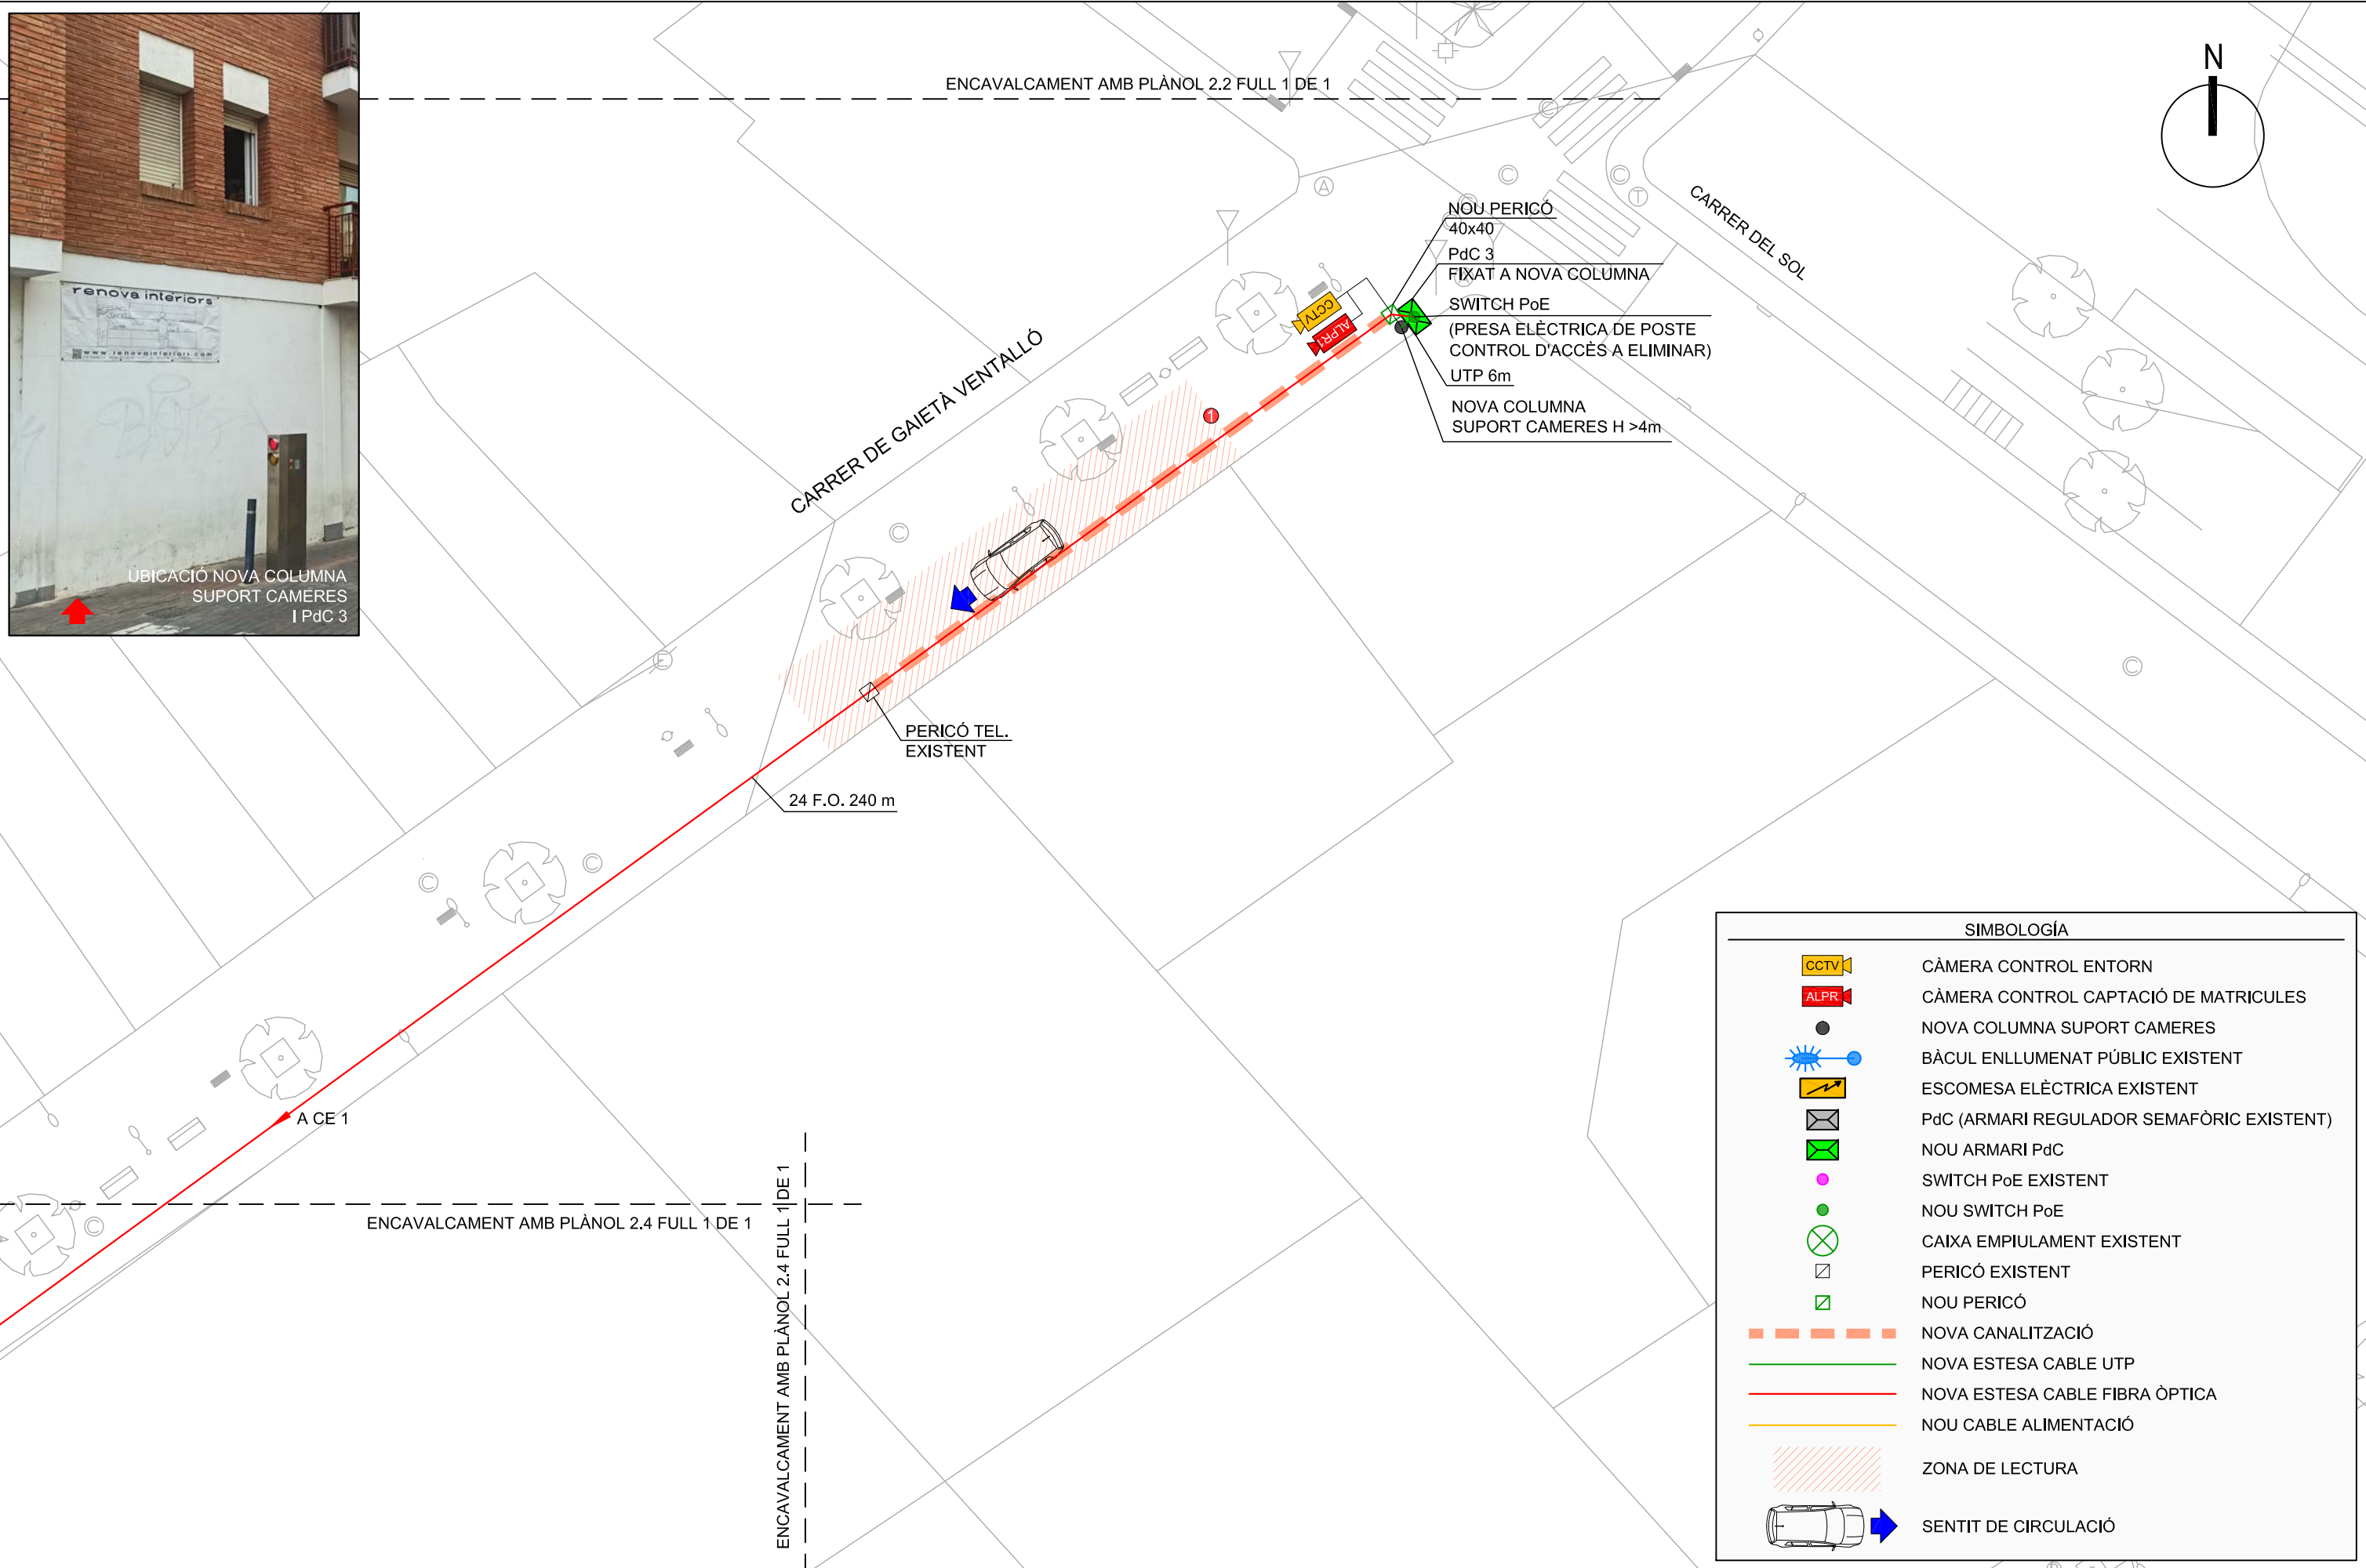 ENCAVALCAMENT AMB PLÀNOL 2.2 FULL 1 DE 1
N
renova interiors
www.renovainteriors.com
UBICACIÓ NOVA COLUMNA
SUPORT CAMERES
I PdC 3
CARRER DE GAIETÀ VENTALLÓ
CARRER DEL SOL
NOU PERICÓ
40x40
PdC 3
FIXAT A NOVA COLUMNA
SWITCH PoE
(PRESA ELÈCTRICA DE POSTE
CONTROL D'ACCÈS A ELIMINAR)
UTP 6m
NOVA COLUMNA
SUPORT CAMERES H >4m
CCTV
ALPR1
1
A
C
C
C
T
C
E
C
C
C
C
PERICÓ TEL.
EXISTENT
24 F.O. 240 m
A CE 1
ENCAVALCAMENT AMB PLÀNOL 2.4 FULL 1 DE 1
ENCAVALCAMENT AMB PLÀNOL 2.4 FULL 1 DE 1
SIMBOLOGÍA
CCTV CÀMERA CONTROL ENTORN
ALPR CÀMERA CONTROL CAPTACIÓ DE MATRICULES
NOVA COLUMNA SUPORT CAMERES
BÀCUL ENLLUMENAT PÚBLIC EXISTENT
ESCOMESA ELÈCTRICA EXISTENT
PdC (ARMARI REGULADOR SEMAFÒRIC EXISTENT)
NOU ARMARI PdC
SWITCH PoE EXISTENT
NOU SWITCH PoE
CAIXA EMPIULAMENT EXISTENT
PERICÓ EXISTENT
NOU PERICÓ
NOVA CANALITZACIÓ
NOVA ESTESA CABLE UTP
NOVA ESTESA CABLE FIBRA ÒPTICA
NOU CABLE ALIMENTACIÓ
ZONA DE LECTURA
SENTIT DE CIRCULACIÓ